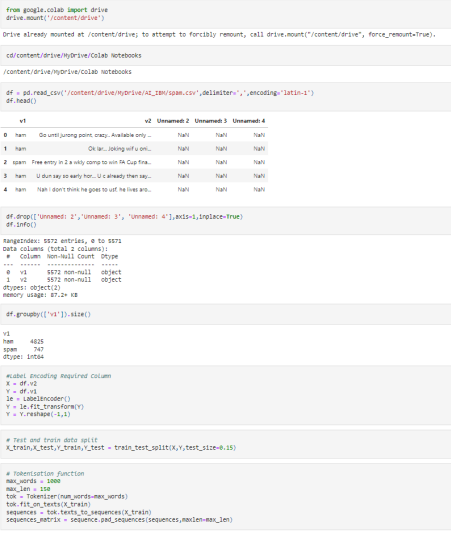 from google.colab import drive
drive.mount('/content/drive')
Drive already mounted at /content/drive; to attempt to forcibly remount, call drive.mount("/content/drive", force_remount=True).
cd/content/drive/MyDrive/Colab Notebooks
/content/drive/MyDrive/Colab Notebooks
df = pd.read_csv('/content/drive/MyDrive/AI_IBM/spam.csv',delimiter=',',encoding='latin-1')
df.head()
v1 v2 Unnamed: 2 Unnamed: 3 Unnamed: 4
0 ham Go until jurong point, crazy.. Available only ... NaN NaN NaN
1 ham Ok lar... Joking wif u oni... NaN NaN NaN
2 spam Free entry in 2 a wkly comp to win FA Cup fina... NaN NaN NaN
3 ham U dun say so early hor... U c already then say... NaN NaN NaN
4 ham Nah I don't think he goes to usf, he lives aro... NaN NaN NaN
df.drop(['Unnamed: 2','Unnamed: 3', 'Unnamed: 4'],axis=1,inplace=True)
df.info()
RangeIndex: 5572 entries, 0 to 5571
Data columns (total 2 columns):
# Column Non-Null Count Dtype
--- ------ -------------- -----
0 v1 5572 non-null object
1 v2 5572 non-null object
dtypes: object(2)
memory usage: 87.2+ KB
df.groupby(['v1']).size()
v1
ham 4825
spam 747
dtype: int64
#Label Encoding Required Column
X = df.v2
Y = df.v1
le = LabelEncoder()
Y = le.fit_transform(Y)
Y = Y.reshape(-1,1)
# Test and train data split
X_train,X_test,Y_train,Y_test = train_test_split(X,Y,test_size=0.15)
# Tokenisation function
max_words = 1000
max_len = 150
tok = Tokenizer(num_words=max_words)
tok.fit_on_texts(X_train)
sequences = tok.texts_to_sequences(X_train)
sequences_matrix = sequence.pad_sequences(sequences,maxlen=max_len)